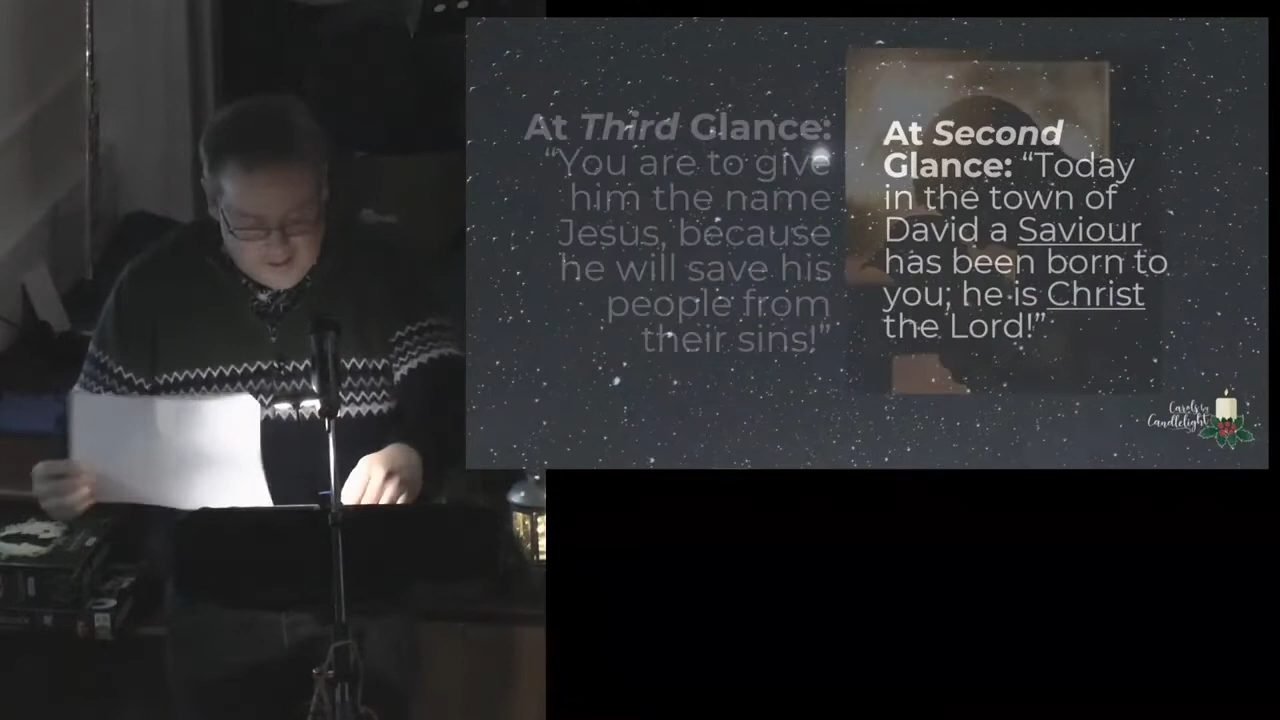 At Third Glance:
“You are to give
him the name
Jesus, because
he will save his
people from
their sins!”
At Second
Glance: “Today
in the town of
David a Saviour
has been born to
you; he is Christ
the Lord!”
Carols by
Candlelight